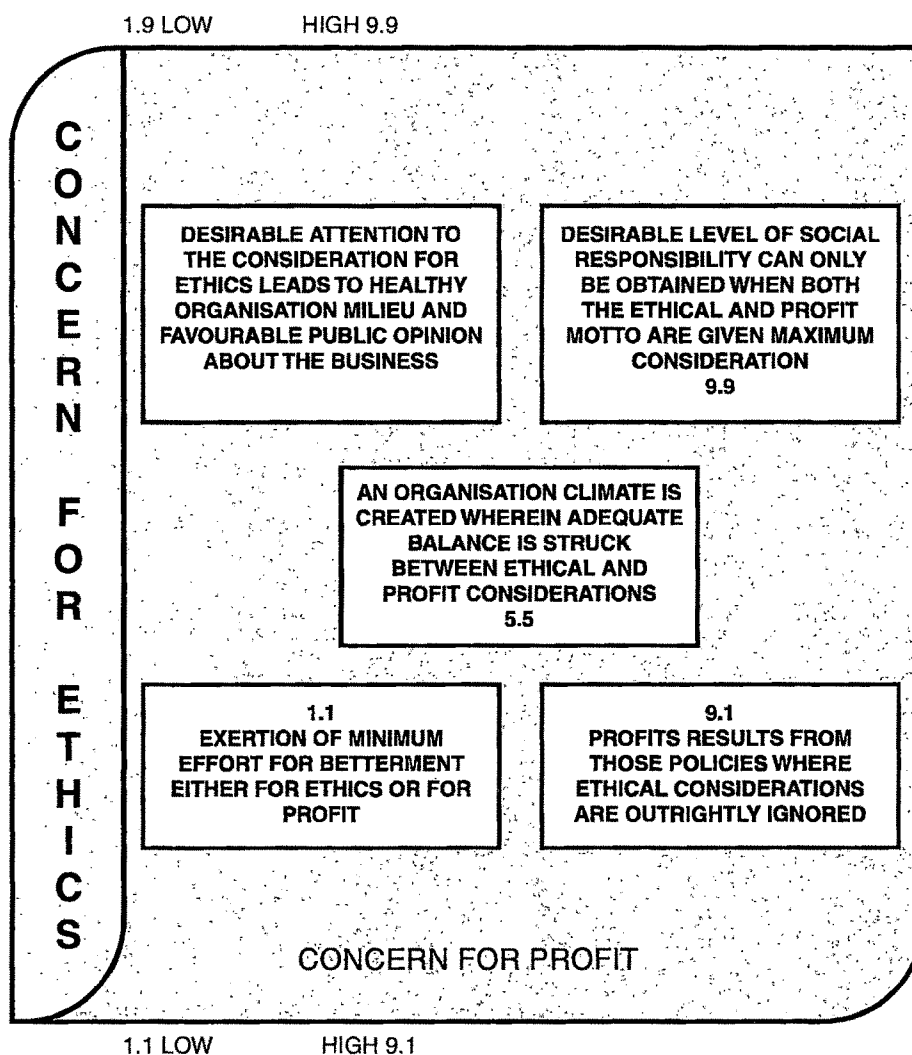 1.9 LOW HIGH 9.9
CONCERN FOR ETHICS
DESIRABLE ATTENTION TO
THE CONSIDERATION FOR
ETHICS LEADS TO HEALTHY
ORGANISATION MILIEU AND
FAVOURABLE PUBLIC OPINION
ABOUT THE BUSINESS
DESIRABLE LEVEL OF SOCIAL
RESPONSIBILITY CAN ONLY
BE OBTAINED WHEN BOTH
THE ETHICAL AND PROFIT
MOTTO ARE GIVEN MAXIMUM
CONSIDERATION
9.9
AN ORGANISATION CLIMATE IS
CREATED WHEREIN ADEQUATE
BALANCE IS STRUCK
BETWEEN ETHICAL AND
PROFIT CONSIDERATIONS
5.5
1.1
EXERTION OF MINIMUM
EFFORT FOR BETTERMENT
EITHER FOR ETHICS OR FOR
PROFIT
9.1
PROFITS RESULTS FROM
THOSE POLICIES WHERE
ETHICAL CONSIDERATIONS
ARE OUTRIGHTLY IGNORED
CONCERN FOR PROFIT
1.1 LOW HIGH 9.1